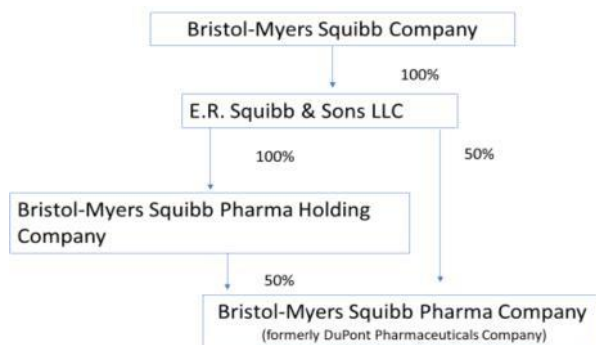 Bristol-Myers Squibb Company
100%
E.R. Squibb & Sons LLC
100%
50%
Bristol-Myers Squibb Pharma Holding
Company
50%
Bristol-Myers Squibb Pharma Company
(formerly DuPont Pharmaceuticals Company)